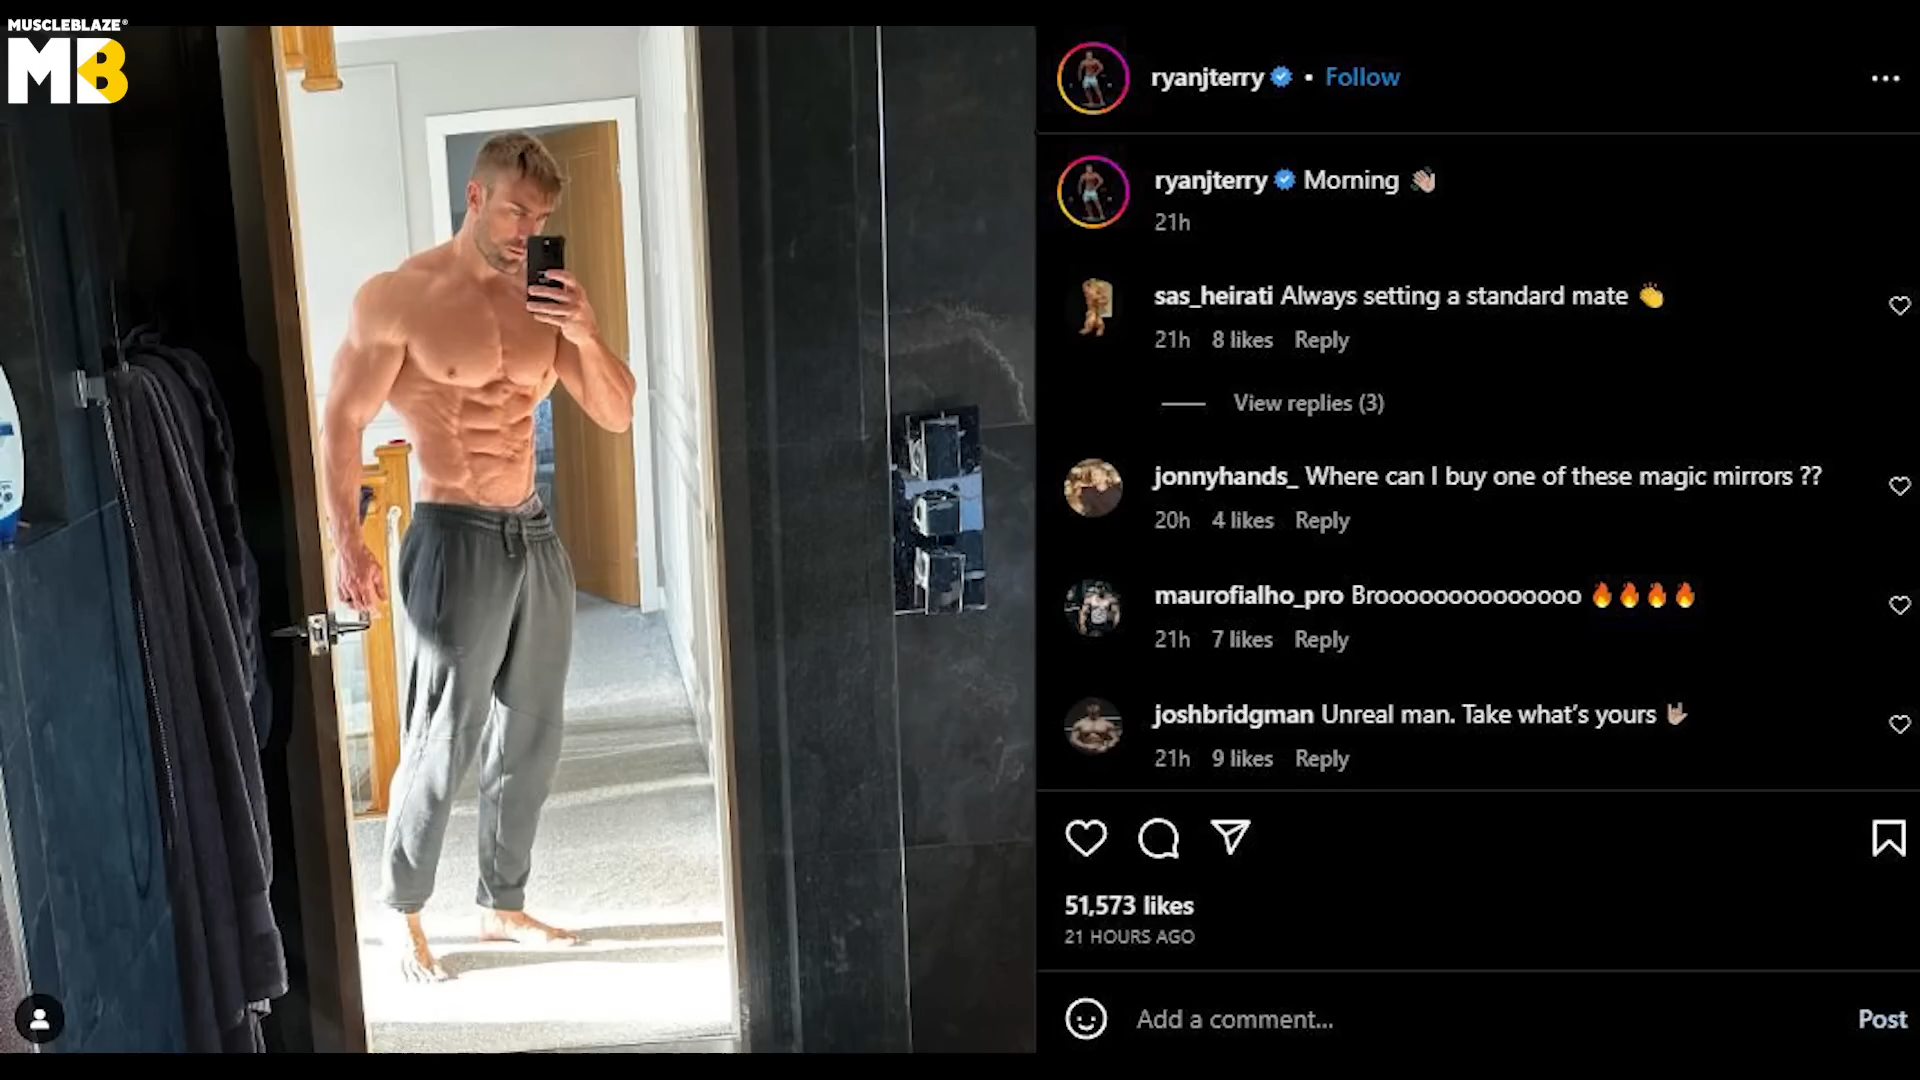 MUSCLEBLAZE®
MB
ryanjterry • Follow
ryanjterry Morning 👋🏻
21h
sas_heirati Always setting a standard mate 👏
21h 8 likes Reply
View replies (3)
jonnyhands_ Where can I buy one of these magic mirrors ??
20h 4 likes Reply
maurofialho_pro Brooooooooooooooo 🔥🔥🔥🔥
21h 7 likes Reply
joshbridgman Unreal man. Take what’s yours 🤟🏼
21h 9 likes Reply
51,573 likes
21 HOURS AGO
Add a comment...
Post